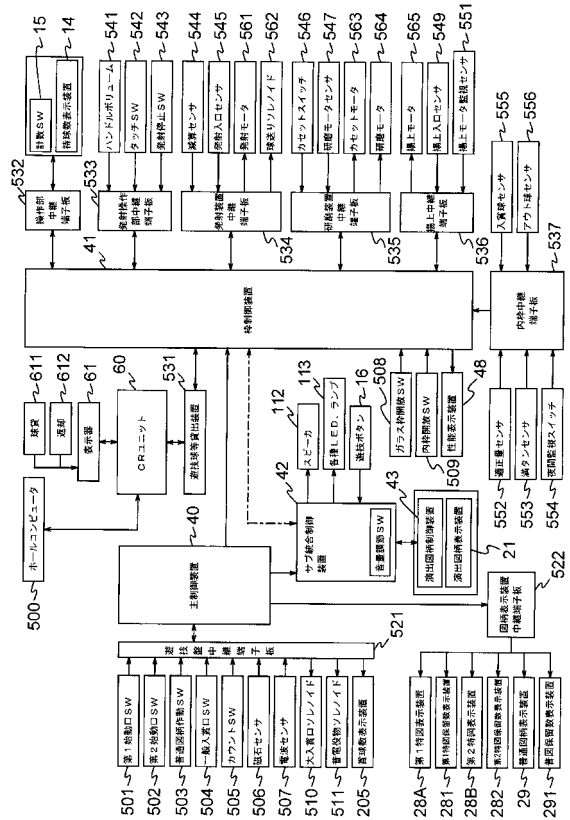 500 ホールコンピュータ
球貸 611
返却 612
表示器 61
CRユニット 60
遊技球等貸出装置 531
主制御装置 40
遊技盤中継端子板 521
501 第1始動口SW
502 第2始動口SW
503 普通図柄作動SW
504 一般入賞口SW
505 カウントSW
506 磁石センサ
507 電波センサ
510 大入賞口ソレノイド
511 普電役物ソレノイド
205 賞球数表示装置
サブ統合制御
装置
42
音量調節SW
スピーカ 112
各種LED、ランプ 113
遊技ボタン 16
演出図柄制御装置 43
演出図柄表示装置 21
図柄表示装置
中継端子板
522
28A 第1特図表示装置
281 第1特図保留数表示装置
28B 第2特図表示装置
282 第2特図保留数表示装置
29 普通図柄表示装置
291 普図保留数表示装置
枠制御装置 41
508 ガラス枠開放SW
509 内枠開放SW
性能表示装置 48
532 操作部
中継
端子板
計数SW 15
持球数表示装置 14
533 発射操作
部中継端
子板
ハンドルボリューム 541
タッチSW 542
発射停止SW 543
発射装置
中継
端子板
534
減算センサ 544
発射入口センサ 545
発射モータ 561
球送りソレノイド 562
研磨装置
中継
端子板
535
カセットスイッチ 546
研磨モータセンサ 547
カセットモータ 563
研磨モータ 564
揚上中継
端子板
536
揚上モータ 565
揚上入口センサ 549
揚上モータ監視センサ 551
内枠中継
端子板
537
入賞球センサ 555
アウト球センサ 556
552 適正量センサ
553 満タンセンサ
554 夜間監視スイッチ